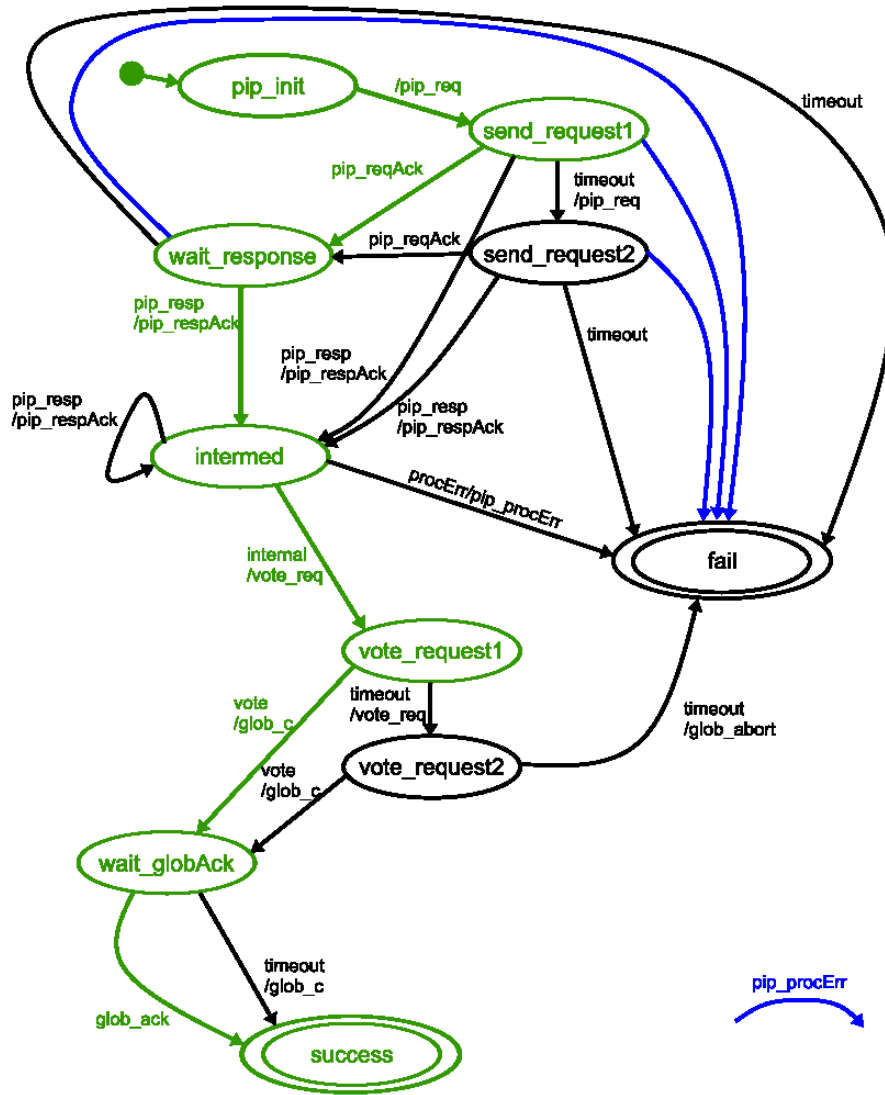 pip_init
/pip_req
timeout
send_request1
pip_reqAck
timeout
/pip_req
wait_response
pip_reqAck
send_request2
pip_resp
/pip_respAck
timeout
pip_resp
/pip_respAck
pip_resp
/pip_respAck
pip_resp
/pip_respAck
intermed
procErr/pip_procErr
internal
/vote_req
fail
vote_request1
vote
/glob_c
timeout
/vote_req
timeout
/glob_abort
vote
/glob_c
vote_request2
wait_globAck
timeout
/glob_c
pip_procErr
glob_ack
success